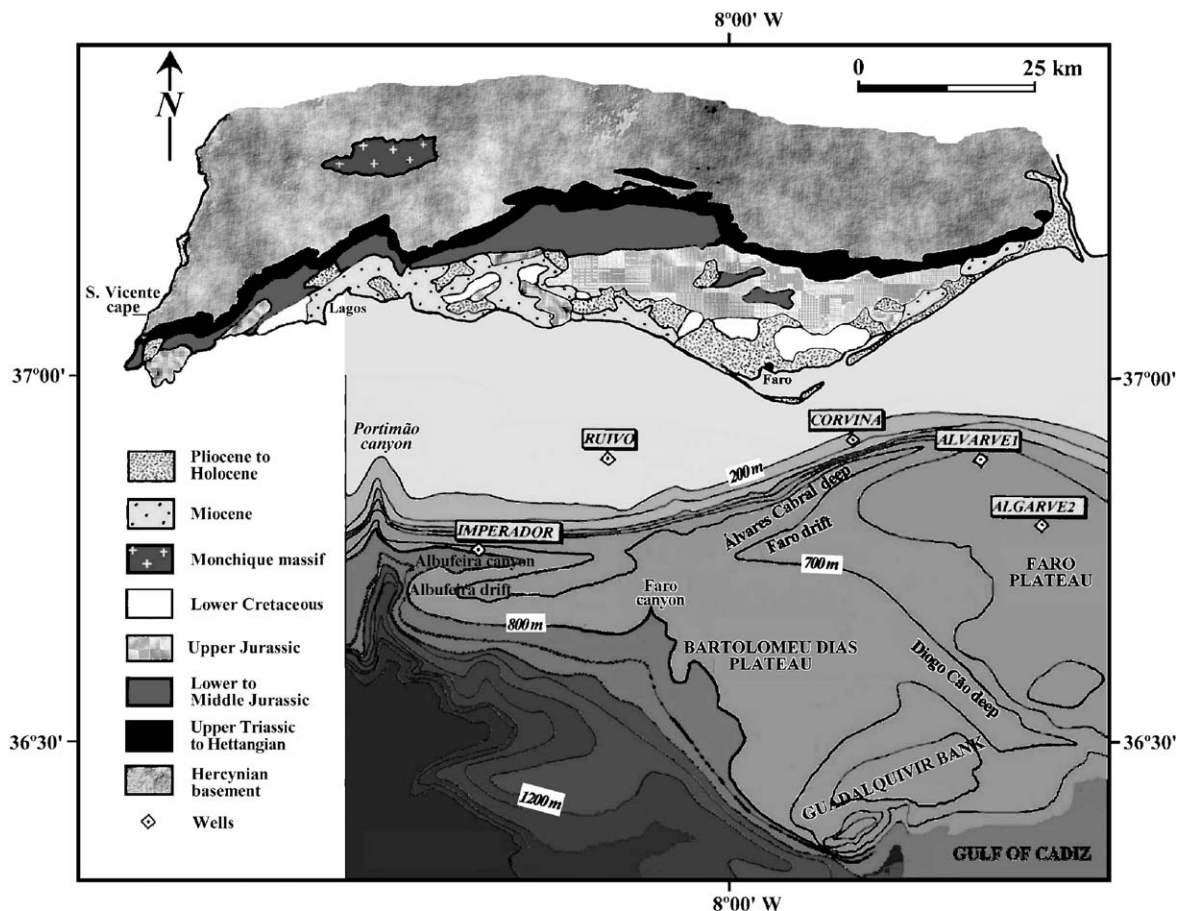 8°00' W
N
0 25 km
S. Vicente
cape
Lagos
Faro
37°00'
37°00'
Portimão
canyon
RUIVO
CORVINA
ALVARVE1
200 m
ALGARVE2
IMPERADOR
Álvares Cabral deep
Faro drift
Albufeira canyon
Albufeira drift
700 m
FARO
PLATEAU
Faro
canyon
800 m
BARTOLOMEU DIAS
PLATEAU
Diogo Cão deep
36°30'
36°30'
GUADALQUIVIR BANK
1200 m
GULF OF CADIZ
Pliocene to
Holocene
Miocene
Monchique massif
Lower Cretaceous
Upper Jurassic
Lower to
Middle Jurassic
Upper Triassic
to Hettangian
Hercynian
basement
Wells
8°00' W